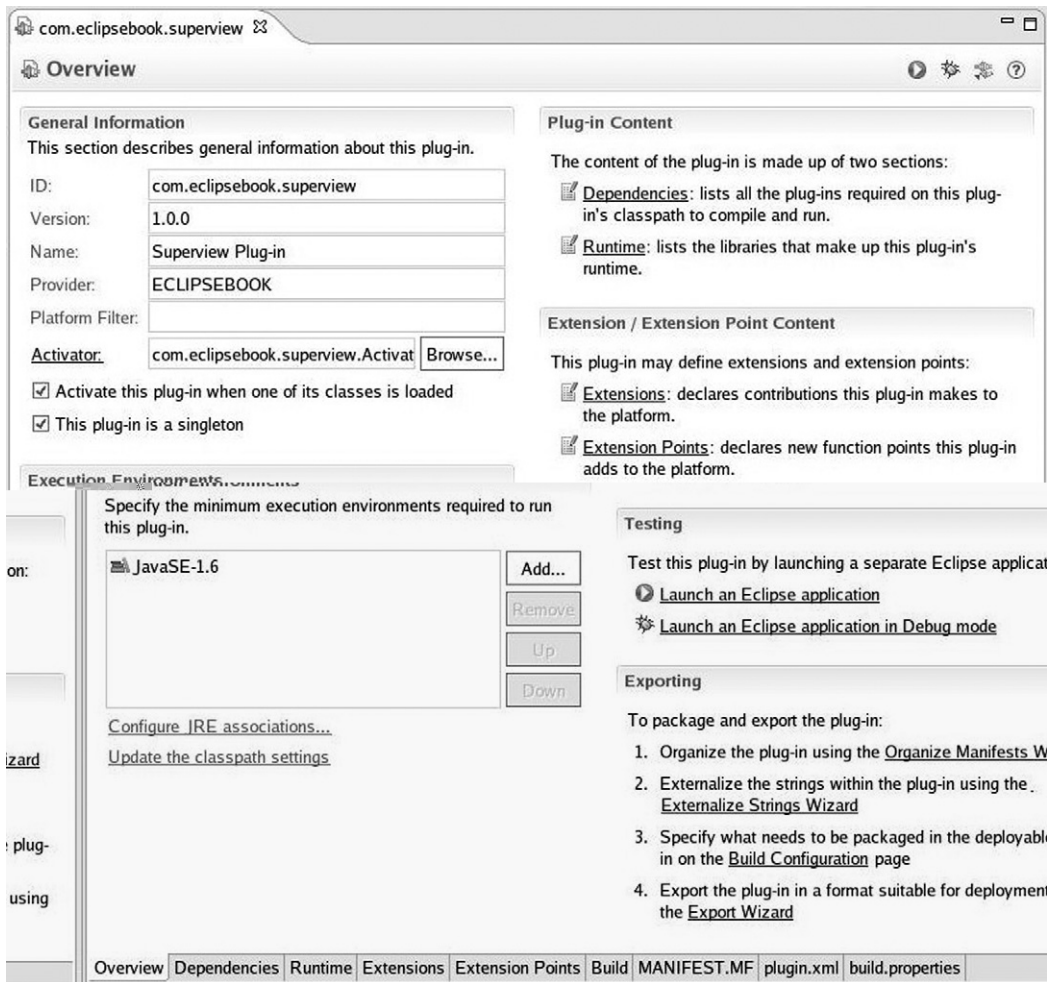 com.eclipsebook.superview
Overview
General Information
This section describes general information about this plug-in.
ID: com.eclipsebook.superview
Version: 1.0.0
Name: Superview Plug-in
Provider: ECLIPSEBOOK
Platform Filter:
Activator: com.eclipsebook.superview.Activat Browse...
Activate this plug-in when one of its classes is loaded
This plug-in is a singleton
Execution Environments
Plug-in Content
The content of the plug-in is made up of two sections:
Dependencies: lists all the plug-ins required on this plug-
in's classpath to compile and run.
Runtime: lists the libraries that make up this plug-in's
runtime.
Extension / Extension Point Content
This plug-in may define extensions and extension points:
Extensions: declares contributions this plug-in makes to
the platform.
Extension Points: declares new function points this plug-in
adds to the platform.
on:
izard
plug-
using
Specify the minimum execution environments required to run
this plug-in.
JavaSE-1.6
Add...
Remove
Up
Down
Configure JRE associations...
Update the classpath settings
Testing
Test this plug-in by launching a separate Eclipse applicat
Launch an Eclipse application
Launch an Eclipse application in Debug mode
Exporting
To package and export the plug-in:
1. Organize the plug-in using the Organize Manifests W
2. Externalize the strings within the plug-in using the
Externalize Strings Wizard
3. Specify what needs to be packaged in the deployable
in on the Build Configuration page
4. Export the plug-in in a format suitable for deployment
the Export Wizard
Overview Dependencies Runtime Extensions Extension Points Build MANIFEST.MF plugin.xml build.properties